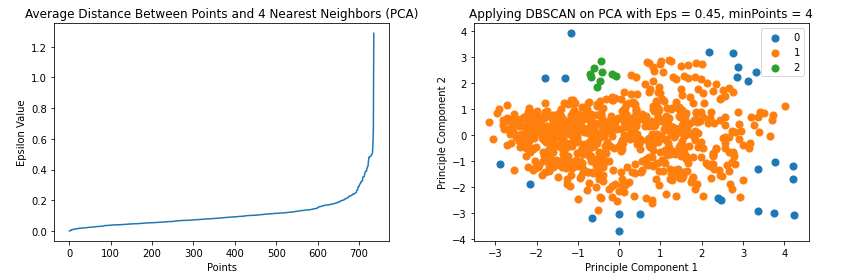 Average Distance Between Points and 4 Nearest Neighbors (PCA)
Epsilon Value
1.2
1.0
0.8
0.6
0.4
0.2
0.0
0 100 200 300 400 500 600 700
Points
Applying DBSCAN on PCA with Eps = 0.45, minPoints = 4
Principle Component 2
4
3
2
1
0
−1
−2
−3
−4
0
1
2
−3 −2 −1 0 1 2 3 4
Principle Component 1